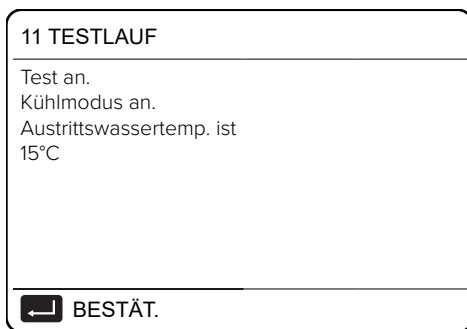 11 TESTLAUF
Test an.
Kühlmodus an.
Austrittswassertemp. ist
15°C
BESTÄT.